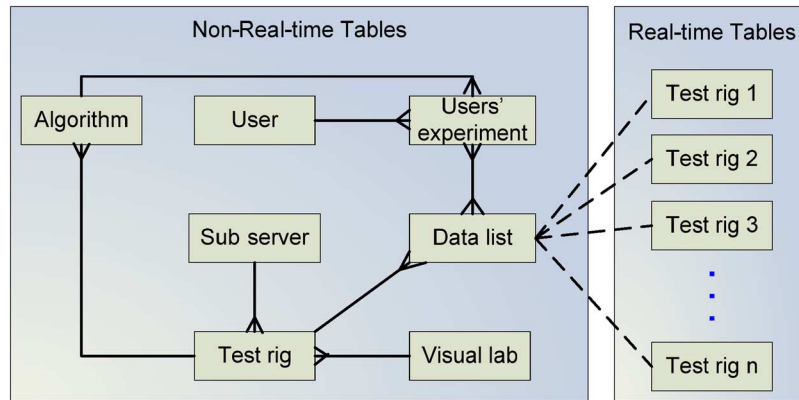 Non-Real-time Tables
Algorithm
User
Users'
experiment
Sub server
Data list
Test rig
Visual lab
Real-time Tables
Test rig 1
Test rig 2
Test rig 3
Test rig n